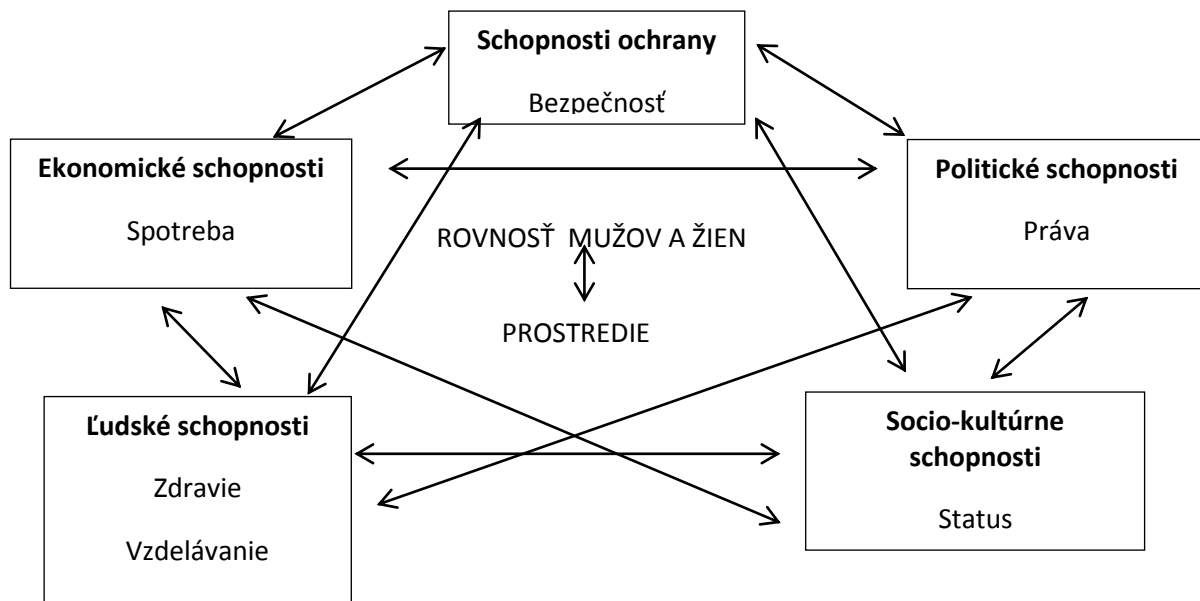 Schopnosti ochrany
Bezpečnosť
Ekonomické schopnosti
Spotreba
Politické schopnosti
Práva
ROVNOSŤ MUŽOV A ŽIEN
PROSTREDIE
Ľudské schopnosti
Zdravie
Vzdelávanie
Socio-kultúrne
schopnosti
Status